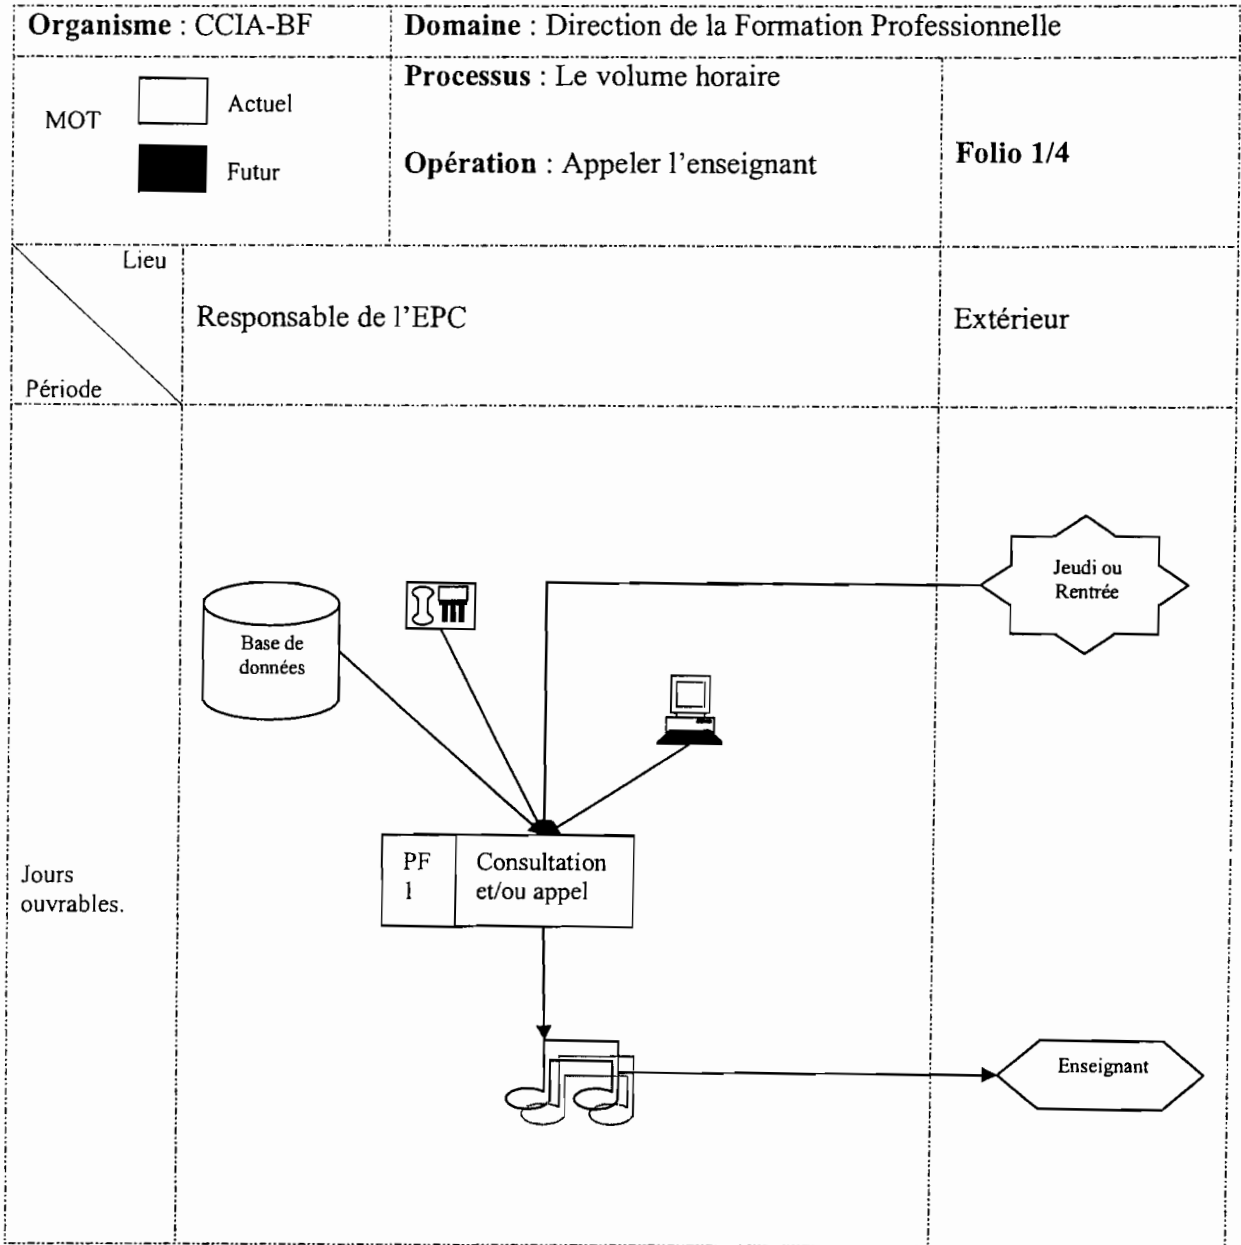 Organisme : CCIA-BF
Domaine : Direction de la Formation Professionnelle
MOT
Actuel
Futur
Processus : Le volume horaire
Opération : Appeler l'enseignant
Folio 1/4
Lieu
Période
Responsable de l'EPC
Extérieur
Jours
ouvrables.
Base de
données
Jeudi ou
Rentrée
PF
1
Consultation
et/ou appel
Enseignant